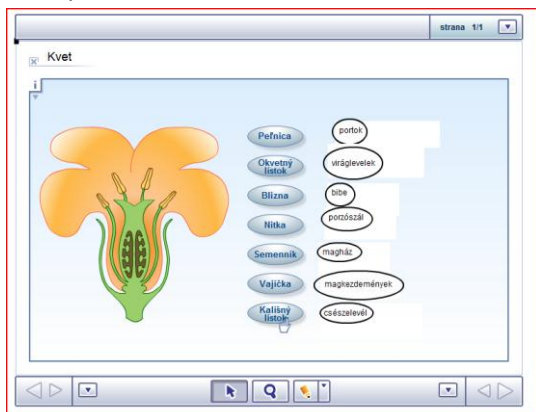 strana 1/1
Kvet
i
Peľnica portok
Okvetný
lístok
viráglevelek
Blizna bibe
Nitka porzószál
Semenník magház
Vajíčka magkezdemények
Kališný
lístok
csészelevél